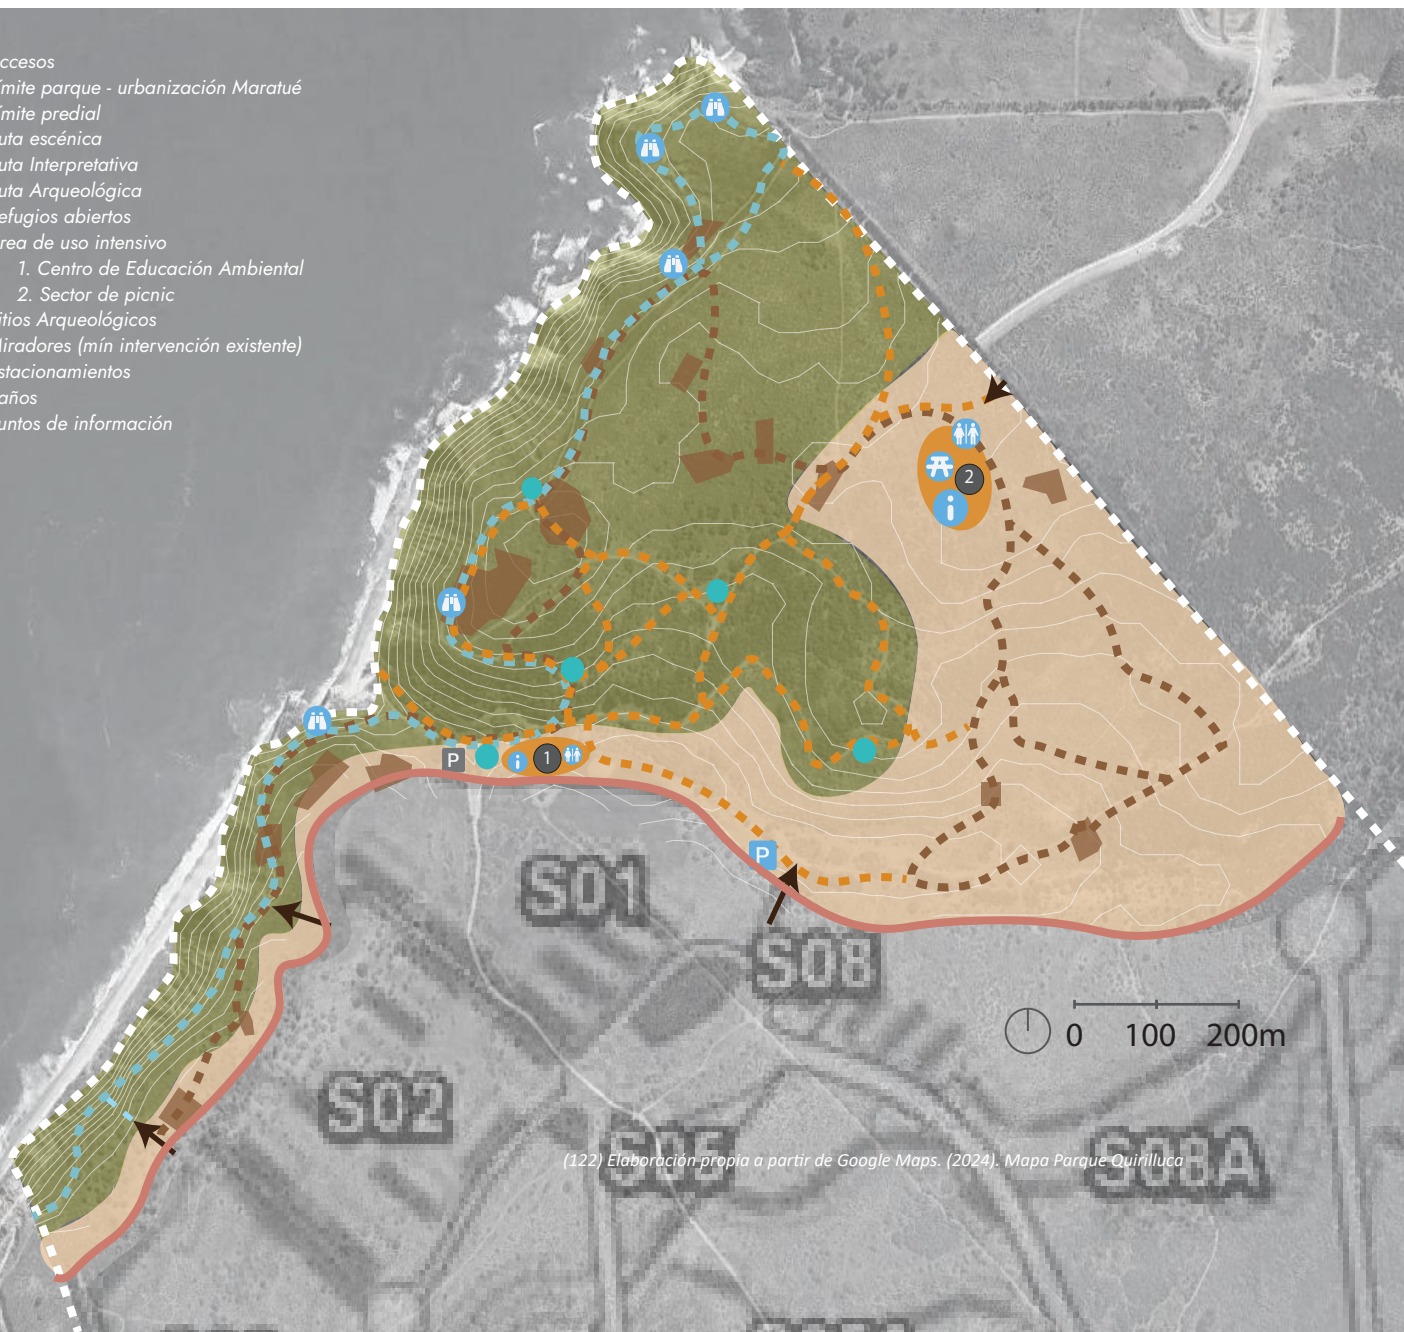 ccesos
ímite parque - urbanización Maratué
ímite predial
uta escénica
uta Interpretativa
uta Arqueológica
efugios abiertos
rea de uso intensivo
1. Centro de Educación Ambiental
2. Sector de picnic
itios Arqueológicos
liradores (mín intervención existente)
stacionamientos
años
untos de información
2
i
P
i
1
P
S01
S08
0 100 200m
S02
S05
S08A
(122) Elaboración propia a partir de Google Maps. (2024). Mapa Parque Quirilluca